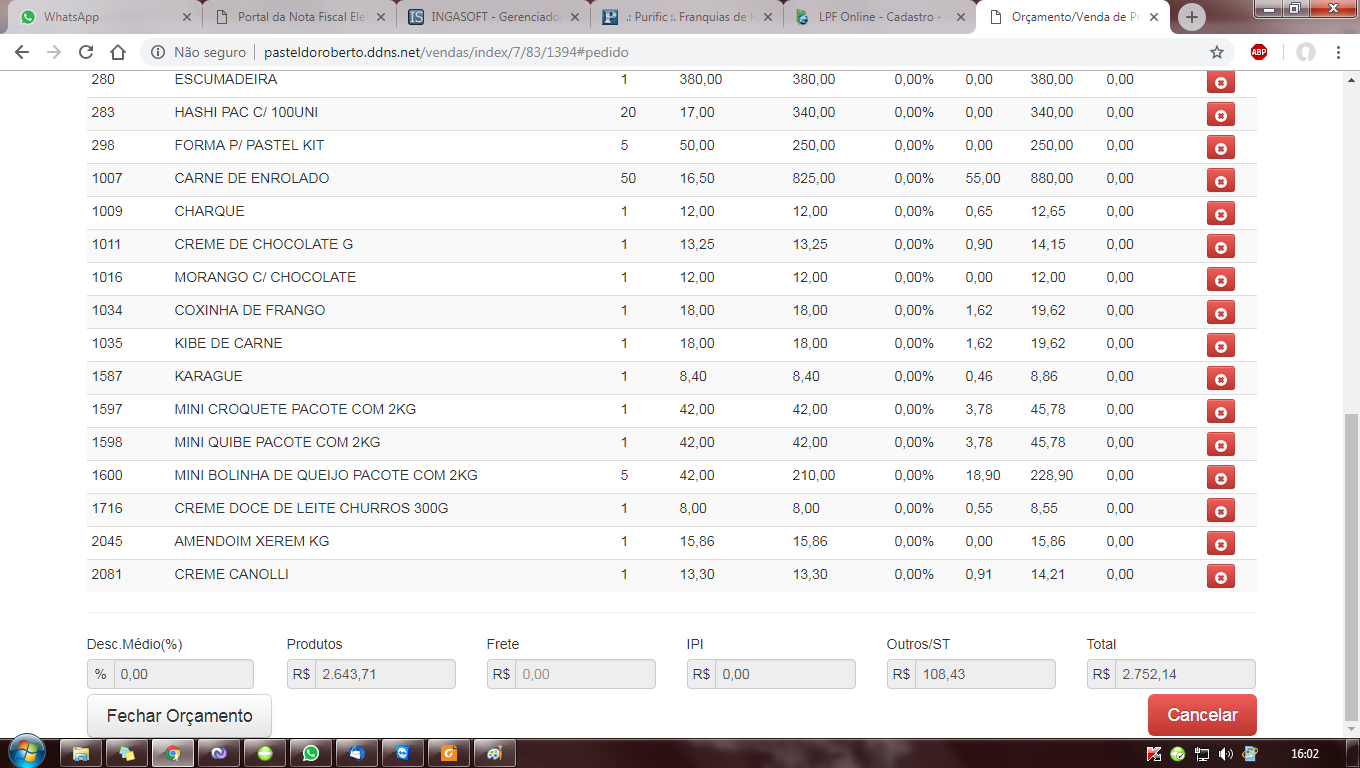 WhatsApp
Portal da Nota Fiscal Ele
INGASOFT - Gerenciado
.: Purific :. Franquias de P
LPF Online - Cadastro -
Orçamento/Venda de Pr
Não seguro | pasteldoroberto.ddns.net/vendas/index/7/83/1394#pedido
ABP
280 ESCUMADEIRA 1 380,00 380,00 0,00% 0,00 380,00 0,00
283 HASHI PAC C/ 100UNI 20 17,00 340,00 0,00% 0,00 340,00 0,00
298 FORMA P/ PASTEL KIT 5 50,00 250,00 0,00% 0,00 250,00 0,00
1007 CARNE DE ENROLADO 50 16,50 825,00 0,00% 55,00 880,00 0,00
1009 CHARQUE 1 12,00 12,00 0,00% 0,65 12,65 0,00
1011 CREME DE CHOCOLATE G 1 13,25 13,25 0,00% 0,90 14,15 0,00
1016 MORANGO C/ CHOCOLATE 1 12,00 12,00 0,00% 0,00 12,00 0,00
1034 COXINHA DE FRANGO 1 18,00 18,00 0,00% 1,62 19,62 0,00
1035 KIBE DE CARNE 1 18,00 18,00 0,00% 1,62 19,62 0,00
1587 KARAGUE 1 8,40 8,40 0,00% 0,46 8,86 0,00
1597 MINI CROQUETE PACOTE COM 2KG 1 42,00 42,00 0,00% 3,78 45,78 0,00
1598 MINI QUIBE PACOTE COM 2KG 1 42,00 42,00 0,00% 3,78 45,78 0,00
1600 MINI BOLINHA DE QUEIJO PACOTE COM 2KG 5 42,00 210,00 0,00% 18,90 228,90 0,00
1716 CREME DOCE DE LEITE CHURROS 300G 1 8,00 8,00 0,00% 0,55 8,55 0,00
2045 AMENDOIM XEREM KG 1 15,86 15,86 0,00% 0,00 15,86 0,00
2081 CREME CANOLLI 1 13,30 13,30 0,00% 0,91 14,21 0,00
Desc.Médio(%) Produtos Frete IPI Outros/ST Total
% 0,00 R$ 2.643,71 R$ 0,00 R$ 0,00 R$ 108,43 R$ 2.752,14
Fechar Orçamento Cancelar
16:02